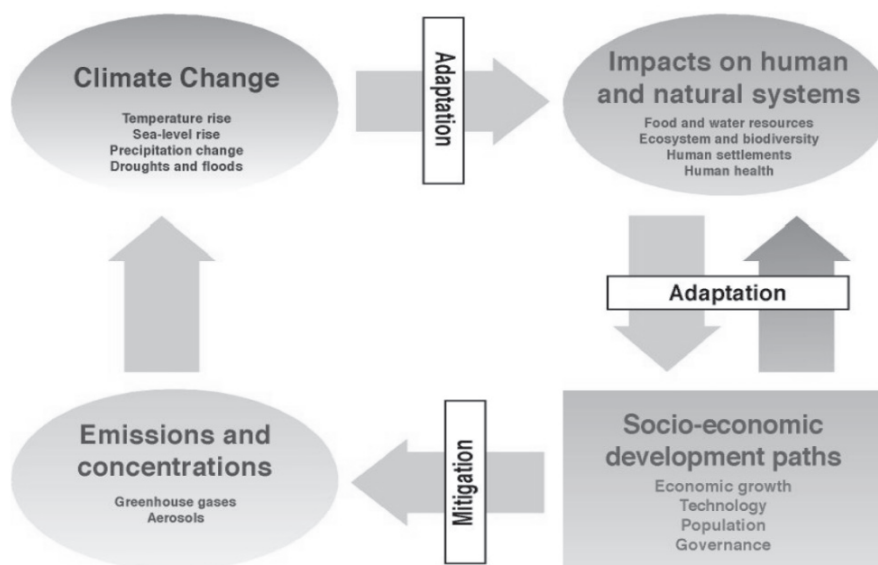 Climate Change
Temperature rise
Sea-level rise
Precipitation change
Droughts and floods
Adaptation
Impacts on human
and natural systems
Food and water resources
Ecosystem and biodiversity
Human settlements
Human health
Adaptation
Emissions and
concentrations
Greenhouse gases
Aerosols
Mitigation
Socio-economic
development paths
Economic growth
Technology
Population
Governance